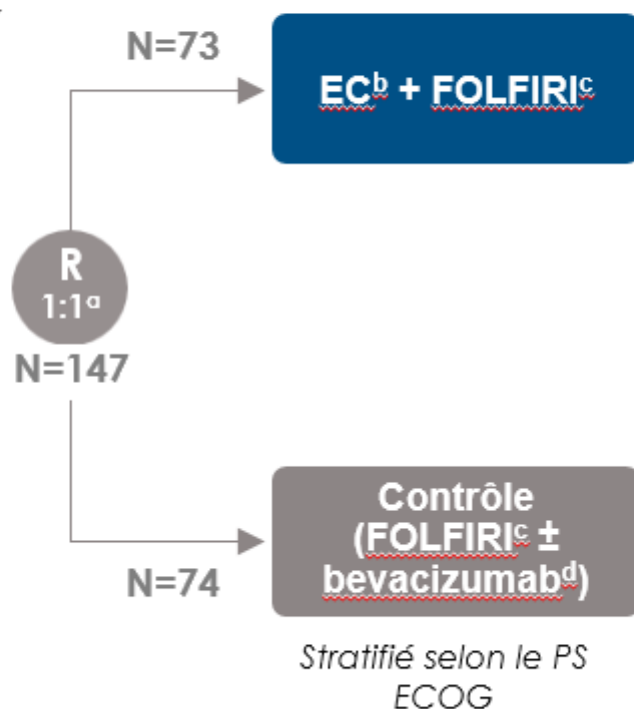 N=73
ECᵇ + FOLFIRIᶜ
R
1:1ᵃ
N=147
Contrôle
(FOLFIRIᶜ ±
bevacizumabᵈ)
N=74
Stratifié selon le PS
ECOG